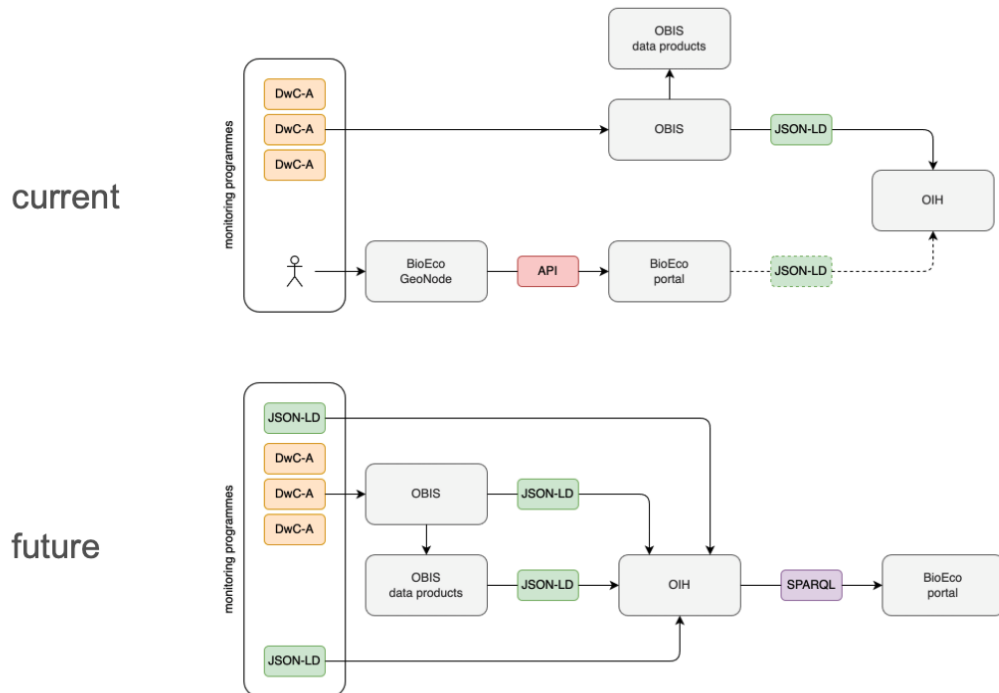 current
monitoring programmes
DwC-A
DwC-A
DwC-A
OBIS
data products
OBIS
JSON-LD
OIH
BioEco
GeoNode
API
BioEco
portal
JSON-LD
future
monitoring programmes
JSON-LD
DwC-A
DwC-A
DwC-A
OBIS
JSON-LD
OBIS
data products
JSON-LD
OIH
SPARQL
BioEco
portal
JSON-LD